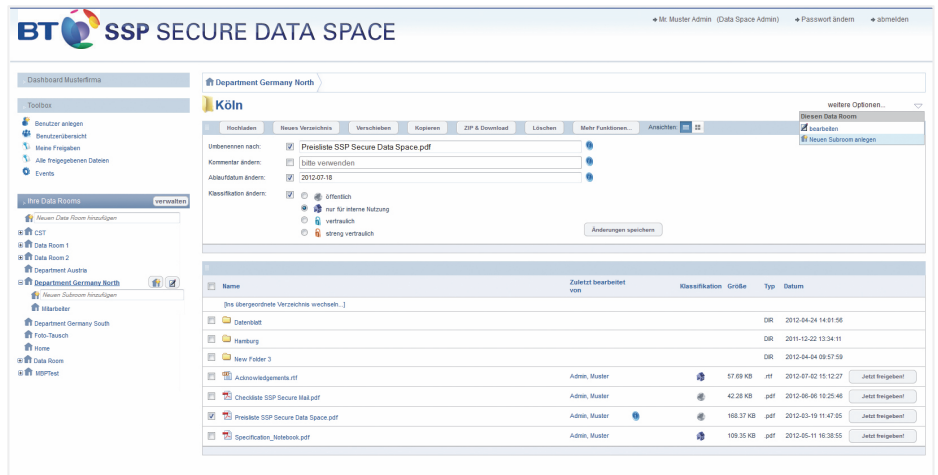 BT SSP SECURE DATA SPACE
Mr. Muster Admin (Data Space Admin) Passwort ändern abmelden
Dashboard Musterfirma
Toolbox
Benutzer anlegen
Benutzerübersicht
Meine Freigaben
Alle freigegebenen Dateien
Events
Ihre Data Rooms verwalten
Neuen Data Room hinzufügen
CST
Data Room 1
Data Room 2
Department Austria
Department Germany North
Neuen Subroom hinzufügen
Mitarbeiter
Department Germany South
Foto-Tausch
Home
Data Room
MBPTest
Department Germany North
Köln
weitere Optionen...
Diesen Data Room
bearbeiten
Neuen Subroom anlegen
Hochladen Neues Verzeichnis Verschieben Kopieren ZIP & Download Löschen Mehr Funktionen... Ansichten:
Umbenennen nach: Preisliste SSP Secure Data Space.pdf
Kommentar ändern: bitte verwenden
Ablaufdatum ändern: 2012-07-18
Klassifikation ändern: öffentlich
nur für interne Nutzung
vertraulich
streng vertraulich
Änderungen speichern
Name Zuletzt bearbeitet von Klassifikation Größe Typ Datum
[Ins übergeordnete Verzeichnis wechseln...]
Datenblatt DIR 2012-04-24 14:01:56
Hamburg DIR 2011-12-22 13:34:11
New Folder 3 DIR 2012-04-04 09:57:59
Acknowledgements.rtf Admin, Muster 57.69 KB .rtf 2012-07-02 15:12:27 Jetzt freigeben!
Checkliste SSP Secure Mail.pdf Admin, Muster 42.28 KB .pdf 2012-06-06 10:25:46 Jetzt freigeben!
Preisliste SSP Secure Data Space.pdf Admin, Muster 168.37 KB .pdf 2012-03-19 11:47:05 Jetzt freigeben!
Specification_Notebook.pdf Admin, Muster 109.35 KB .pdf 2012-05-11 16:38:55 Jetzt freigeben!